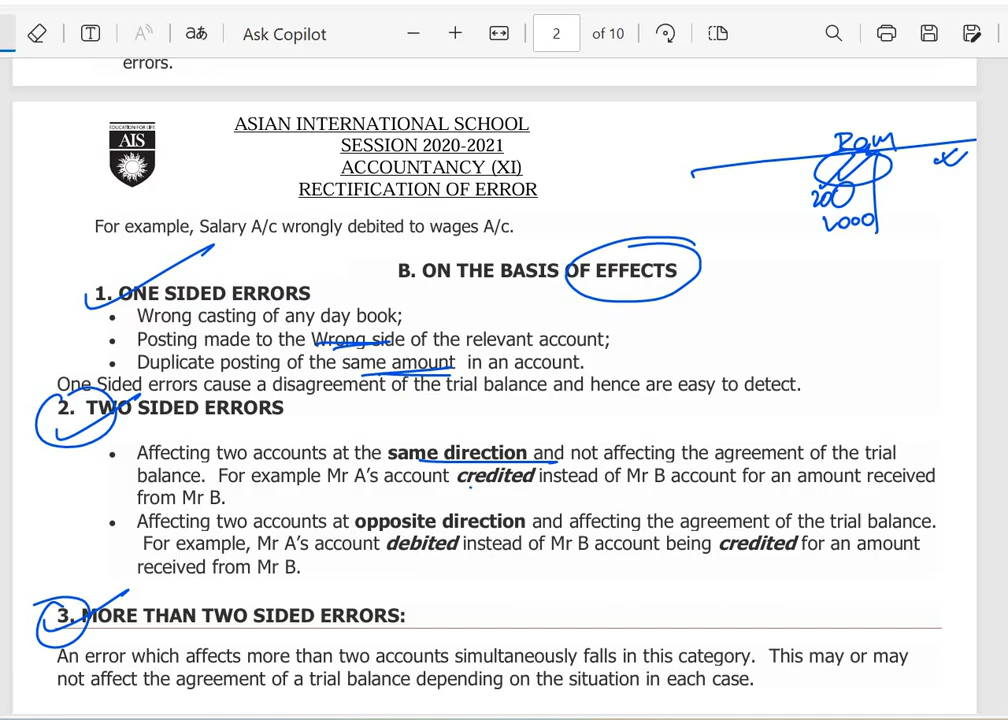 Ask Copilot
2
of 10
errors.
EDUCATION FOR LIFE
AIS
ASIAN INTERNATIONAL SCHOOL
SESSION 2020-2021
ACCOUNTANCY (XI)
RECTIFICATION OF ERROR
Ram
200
2000
For example, Salary A/c wrongly debited to wages A/c.
B. ON THE BASIS OF EFFECTS
1. ONE SIDED ERRORS
• Wrong casting of any day book;
• Posting made to the Wrong side of the relevant account;
• Duplicate posting of the same amount in an account.
One Sided errors cause a disagreement of the trial balance and hence are easy to detect.
2. TWO SIDED ERRORS
• Affecting two accounts at the same direction and not affecting the agreement of the trial
balance. For example Mr A's account credited instead of Mr B account for an amount received
from Mr B.
• Affecting two accounts at opposite direction and affecting the agreement of the trial balance.
For example, Mr A's account debited instead of Mr B account being credited for an amount
received from Mr B.
3. MORE THAN TWO SIDED ERRORS:
An error which affects more than two accounts simultaneously falls in this category. This may or may
not affect the agreement of a trial balance depending on the situation in each case.